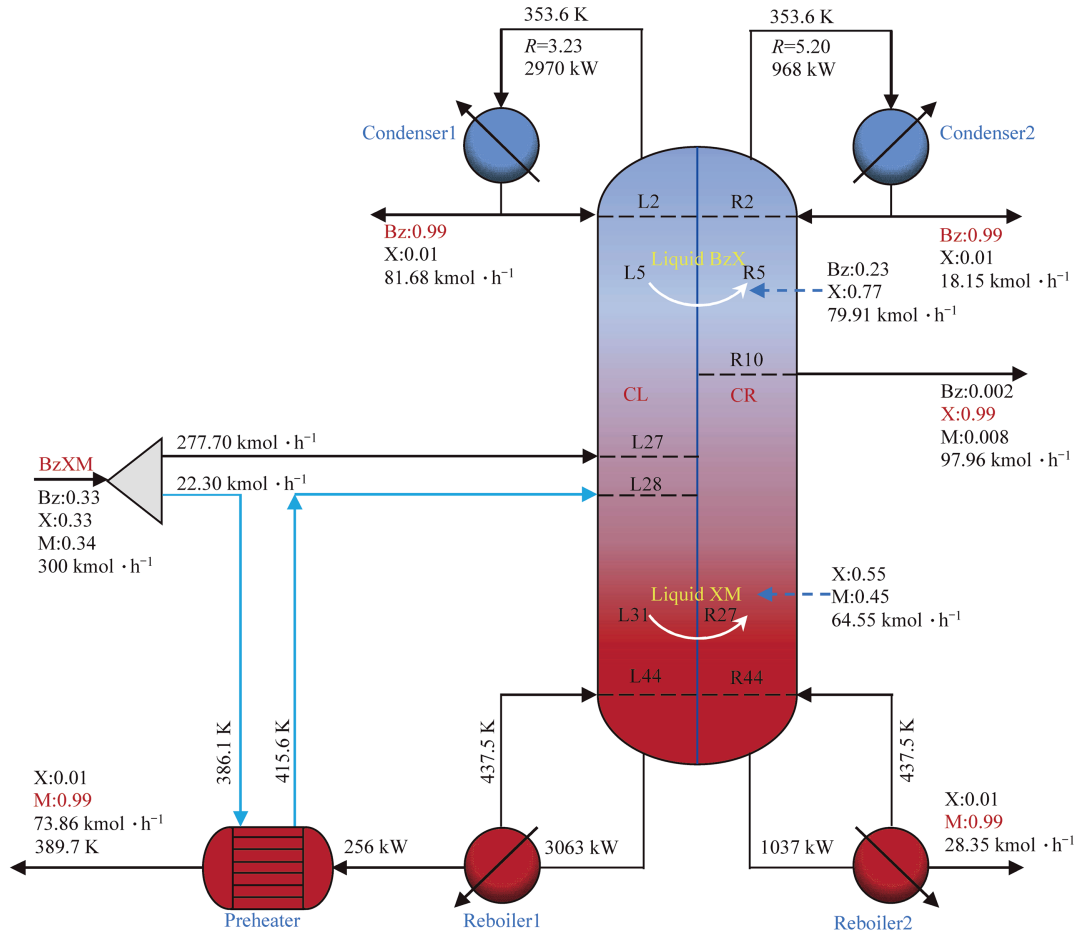 353.6 K
R=3.23
2970 kW
353.6 K
R=5.20
968 kW
Condenser1
Condenser2
L2
R2
Bz:0.99
X:0.01
81.68 kmol·h⁻¹
Bz:0.99
X:0.01
18.15 kmol·h⁻¹
Liquid BzX
L5
R5
Bz:0.23
X:0.77
79.91 kmol·h⁻¹
R10
CL
CR
Bz:0.002
X:0.99
M:0.008
97.96 kmol·h⁻¹
277.70 kmol·h⁻¹
L27
BzXM
22.30 kmol·h⁻¹
L28
Bz:0.33
X:0.33
M:0.34
300 kmol·h⁻¹
Liquid XM
L31
R27
X:0.55
M:0.45
64.55 kmol·h⁻¹
L44
R44
386.1 K
415.6 K
437.5 K
437.5 K
X:0.01
M:0.99
73.86 kmol·h⁻¹
389.7 K
256 kW
3063 kW
1037 kW
X:0.01
M:0.99
28.35 kmol·h⁻¹
Preheater
Reboiler1
Reboiler2